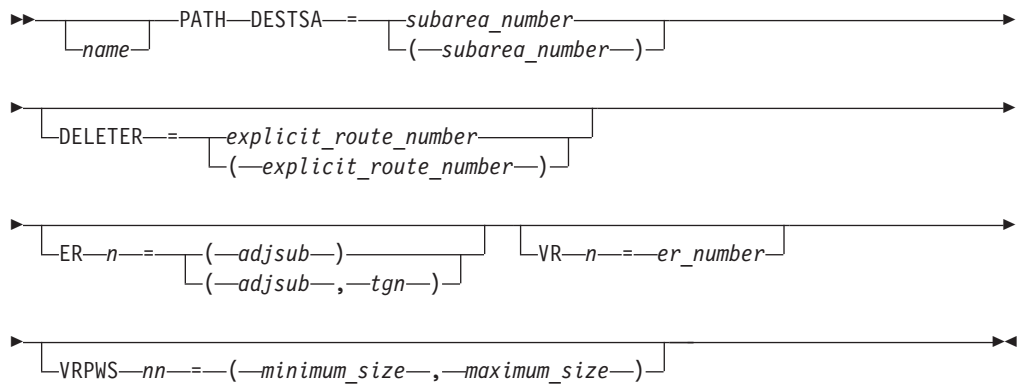 PATH DESTSA = subarea_number
name ( subarea_number )
DELETER = explicit_route_number
( explicit_route_number )
ER n = ( adjsub ) VR n = er_number
( adjsub , tgn )
VRPWS nn = ( minimum_size , maximum_size )